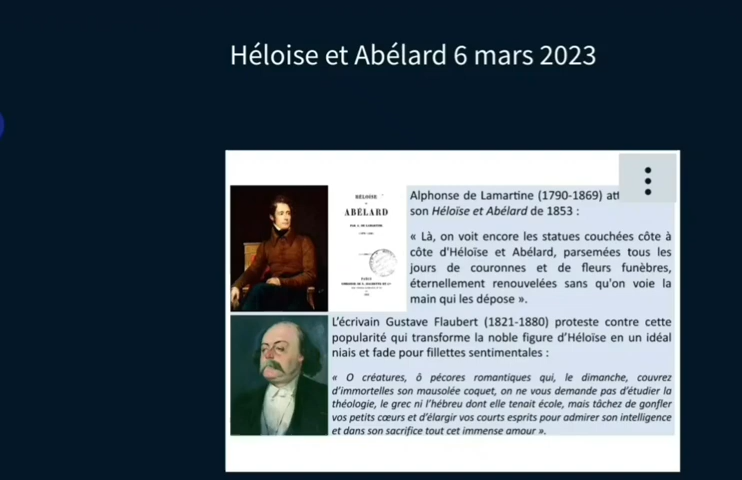 Héloise et Abélard 6 mars 2023
HÉLOISE
ABÉLARD
PARIS
Alphonse de Lamartine (1790-1869)
son Héloïse et Abélard de 1853 :
« Là, on voit encore les statues couchées côte à
côte d'Héloïse et Abélard, parsemées tous les
jours de couronnes et de fleurs funèbres,
éternellement renouvelées sans qu'on voie la
main qui les dépose ».
L'écrivain Gustave Flaubert (1821-1880) proteste contre cette
popularité qui transforme la noble figure d'Héloïse en un idéal
niais et fade pour fillettes sentimentales :
« O créatures, ô pécores romantiques qui, le dimanche, couvrez
d'immortelles son mausolée coquet, on ne vous demande pas d'étudier la
théologie, le grec ni l'hébreu dont elle tenait école, mais tâchez de gonfler
vos petits cœurs et d'élargir vos courts esprits pour admirer son intelligence
et dans son sacrifice tout cet immense amour ».